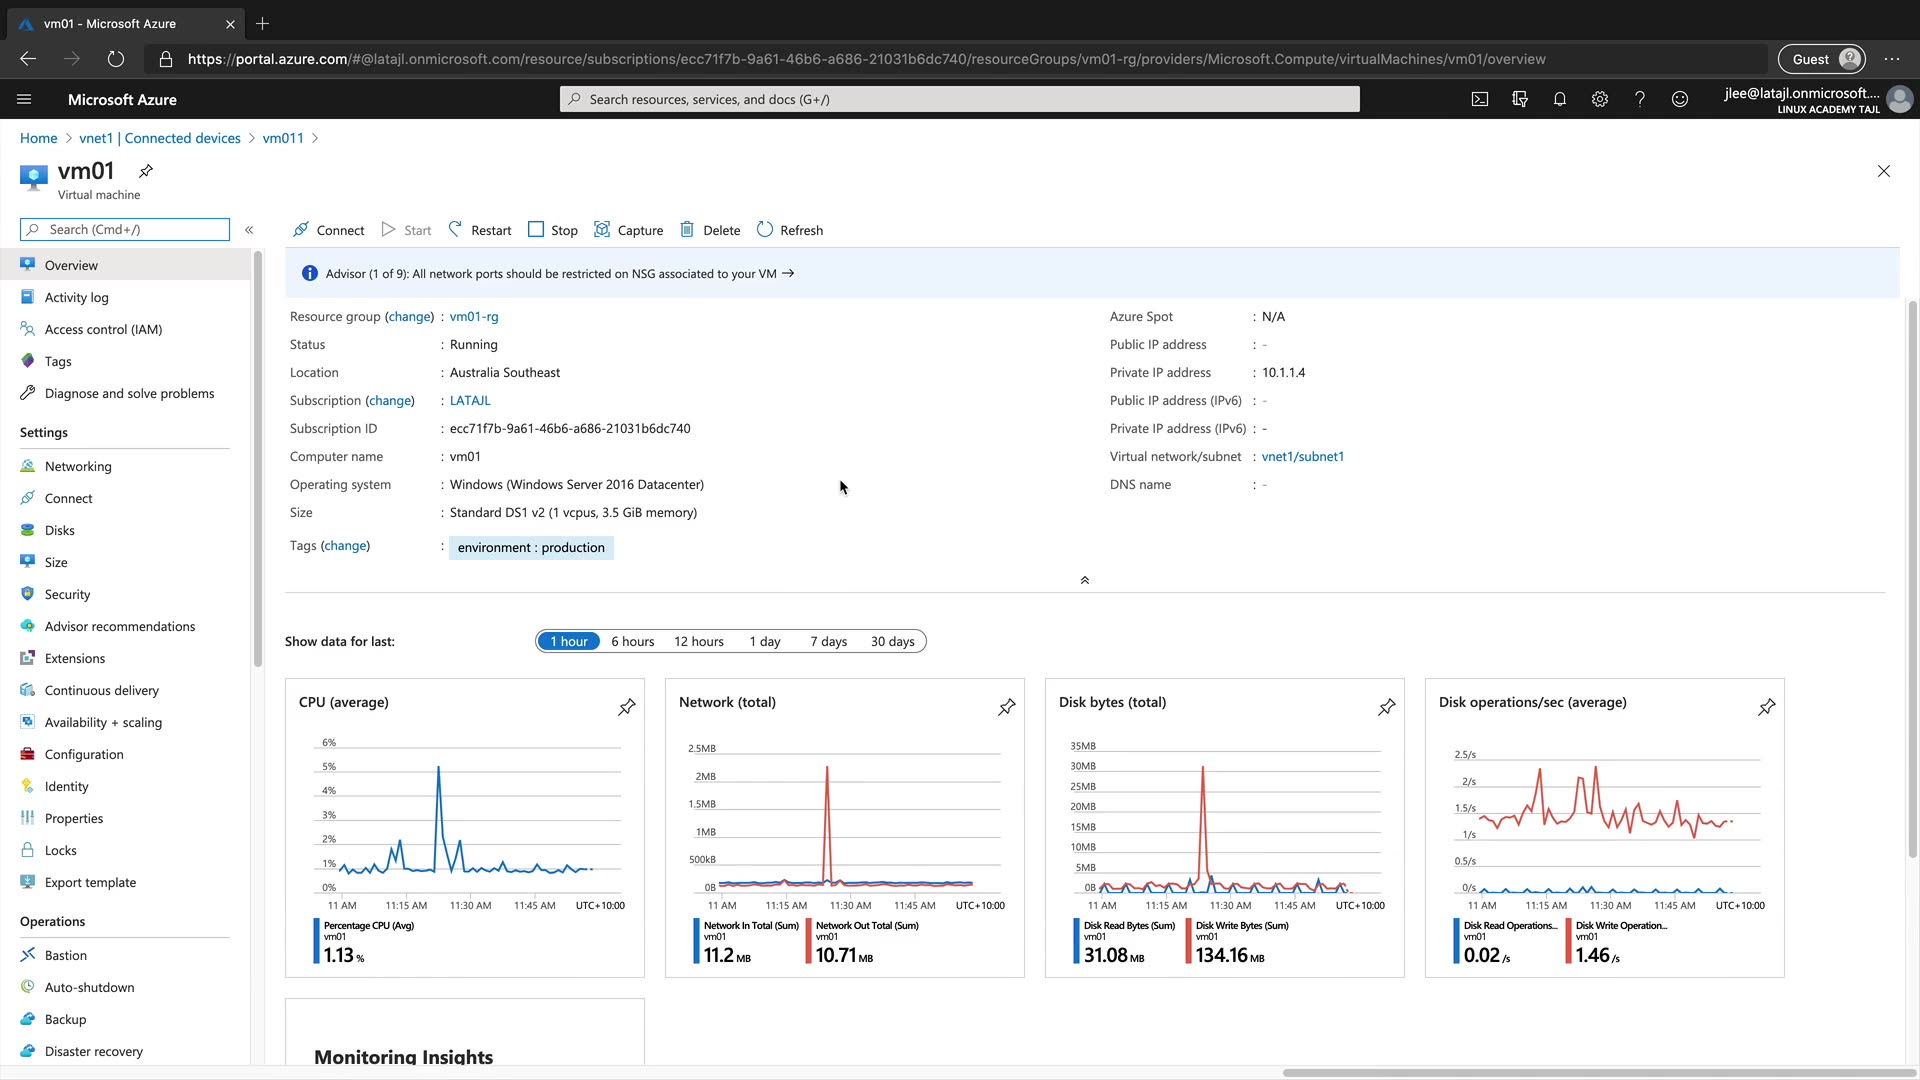 vm01 - Microsoft Azure
https://portal.azure.com/#@latajl.onmicrosoft.com/resource/subscriptions/ecc71f7b-9a61-46b6-a686-21031b6dc740/resourceGroups/vm01-rg/providers/Microsoft.Compute/virtualMachines/vm01/overview
Guest
Microsoft Azure
Search resources, services, and docs (G+/)
jlee@latajl.onmicrosoft....
LINUX ACADEMY TAJL
Home > vnet1 | Connected devices > vm011 >
vm01
Virtual machine
Search (Cmd+/)
«
Connect
Start
Restart
Stop
Capture
Delete
Refresh
Overview
Activity log
Access control (IAM)
Tags
Diagnose and solve problems
Settings
Networking
Connect
Disks
Size
Security
Advisor recommendations
Extensions
Continuous delivery
Availability + scaling
Configuration
Identity
Properties
Locks
Export template
Operations
Bastion
Auto-shutdown
Backup
Disaster recovery
Advisor (1 of 9): All network ports should be restricted on NSG associated to your VM →
Resource group (change) : vm01-rg
Status : Running
Location : Australia Southeast
Subscription (change) : LATAJL
Subscription ID : ecc71f7b-9a61-46b6-a686-21031b6dc740
Computer name : vm01
Operating system : Windows (Windows Server 2016 Datacenter)
Size : Standard DS1 v2 (1 vcpus, 3.5 GiB memory)
Tags (change) : environment : production
Azure Spot : N/A
Public IP address : -
Private IP address : 10.1.1.4
Public IP address (IPv6) : -
Private IP address (IPv6) : -
Virtual network/subnet : vnet1/subnet1
DNS name : -
Show data for last:
1 hour
6 hours
12 hours
1 day
7 days
30 days
CPU (average)
6%
5%
4%
3%
2%
1%
0%
11 AM 11:15 AM 11:30 AM 11:45 AM UTC+10:00
Percentage CPU (Avg)
vm01
1.13 %
Network (total)
2.5MB
2MB
1.5MB
1MB
500kB
0B
11 AM 11:15 AM 11:30 AM 11:45 AM UTC+10:00
Network In Total (Sum)
vm01
11.2 MB
Network Out Total (Sum)
vm01
10.71 MB
Disk bytes (total)
35MB
30MB
25MB
20MB
15MB
10MB
5MB
0B
11 AM 11:15 AM 11:30 AM 11:45 AM UTC+10:00
Disk Read Bytes (Sum)
vm01
31.08 MB
Disk Write Bytes (Sum)
vm01
134.16 MB
Disk operations/sec (average)
2.5/s
2/s
1.5/s
1/s
0.5/s
0/s
11 AM 11:15 AM 11:30 AM 11:45 AM UTC+10:00
Disk Read Operations...
vm01
0.02 /s
Disk Write Operation...
vm01
1.46 /s
Monitoring Insights